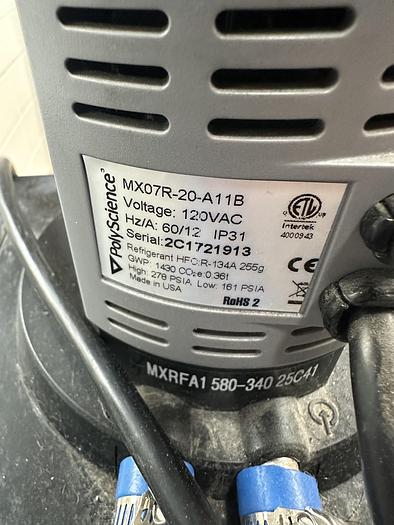 PolyScience
MX07R-20-A11B
Voltage: 120VAC
Hz/A: 60/12 IP31
Serial:2C1721913
Refrigerant HFC:R-134A 255g
GWP: 1430 CO₂e:0.36t
High: 278 PSIA, Low: 161 PSIA
Made in USA
ETL
Intertek
4000943
CE
RoHS 2
MXRFA1 580-340 25C41